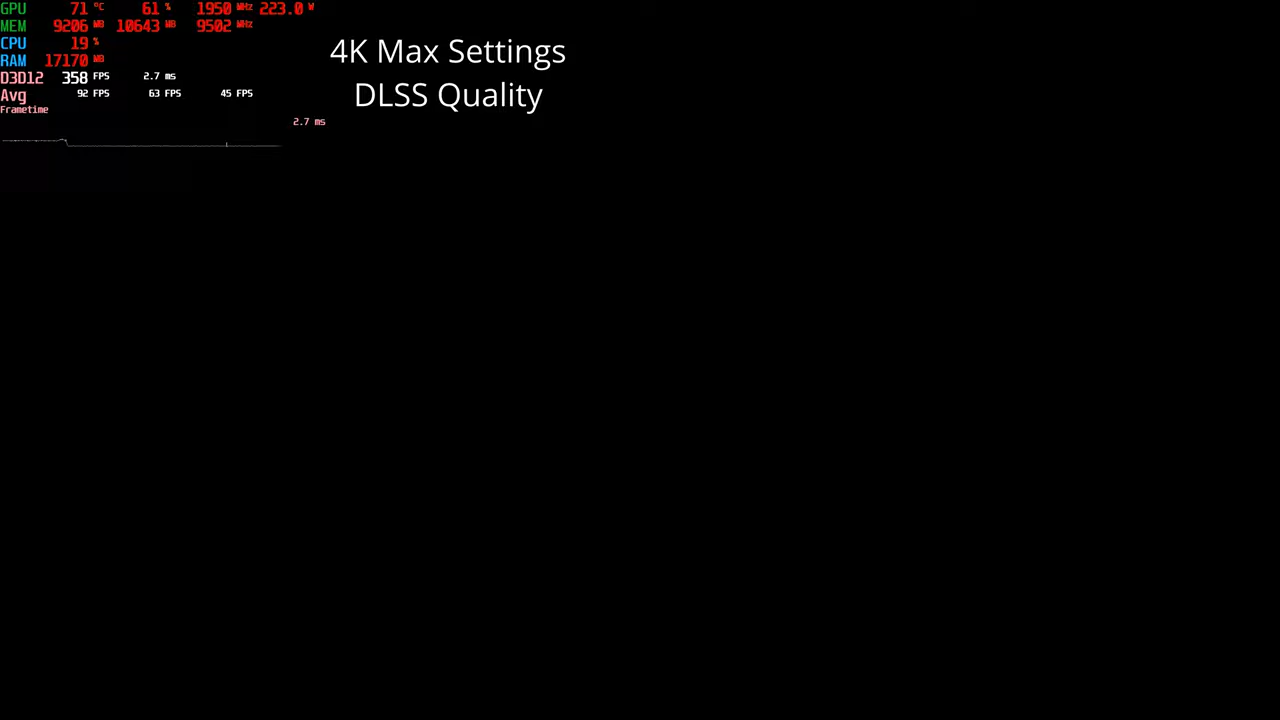 GPU 71 °C 61 % 1950 MHz 223.0 W
MEM 9206 MB 10643 MB 9502 MHz
CPU 19 %
RAM 17170 MB
D3D12 358 FPS 2.7 ms
Avg 92 FPS 63 FPS 45 FPS
Frametime
2.7 ms
4K Max Settings
DLSS Quality